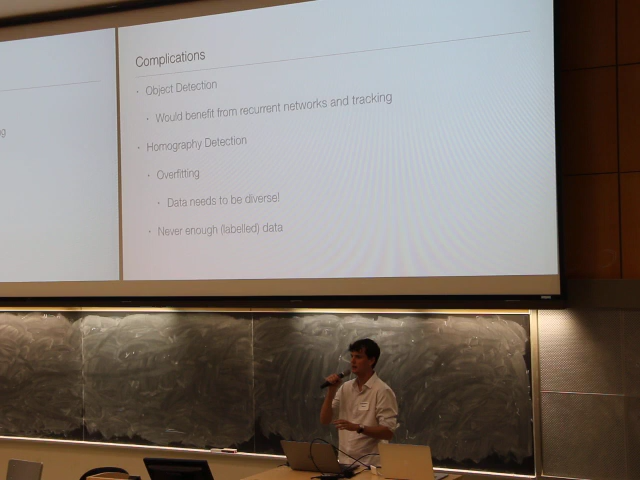 Complications
· Object Detection
· Would benefit from recurrent networks and tracking
· Homography Detection
· Overfitting
· Data needs to be diverse!
· Never enough (labelled) data